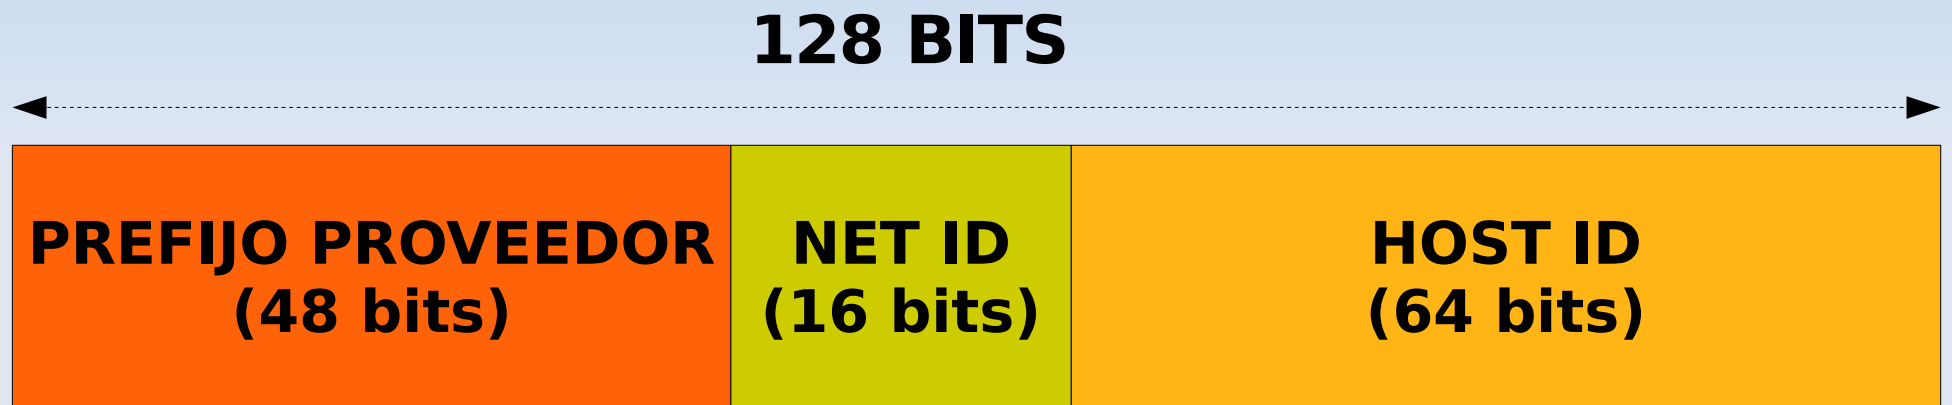 128 BITS
PREFIJO PROVEEDOR
(48 bits)
NET ID
(16 bits)
HOST ID
(64 bits)